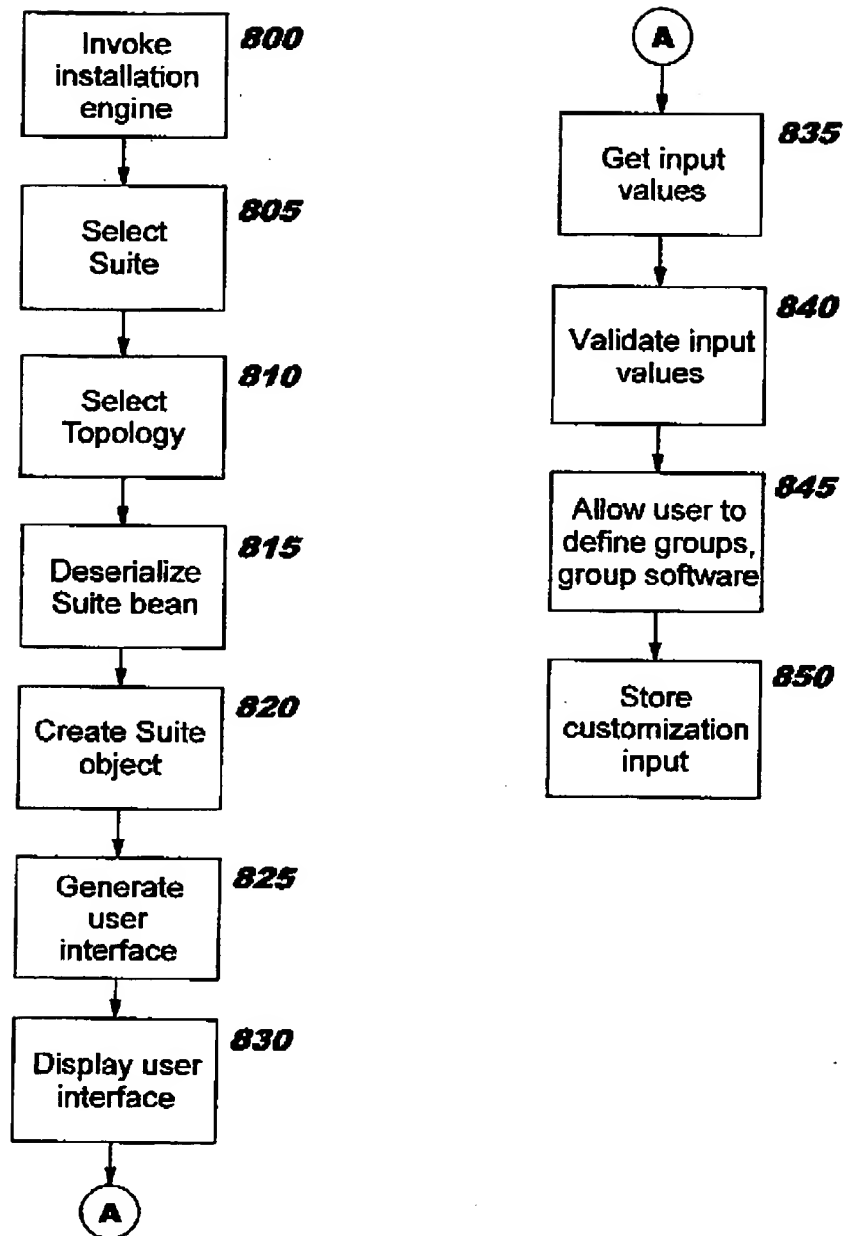 Invoke
installation
engine
800
Select
Suite
805
Select
Topology
810
Deserialize
Suite bean
815
Create Suite
object
820
Generate
user
interface
825
Display user
interface
830
A
A
Get input
values
835
Validate input
values
840
Allow user to
define groups,
group software
845
Store
customization
input
850